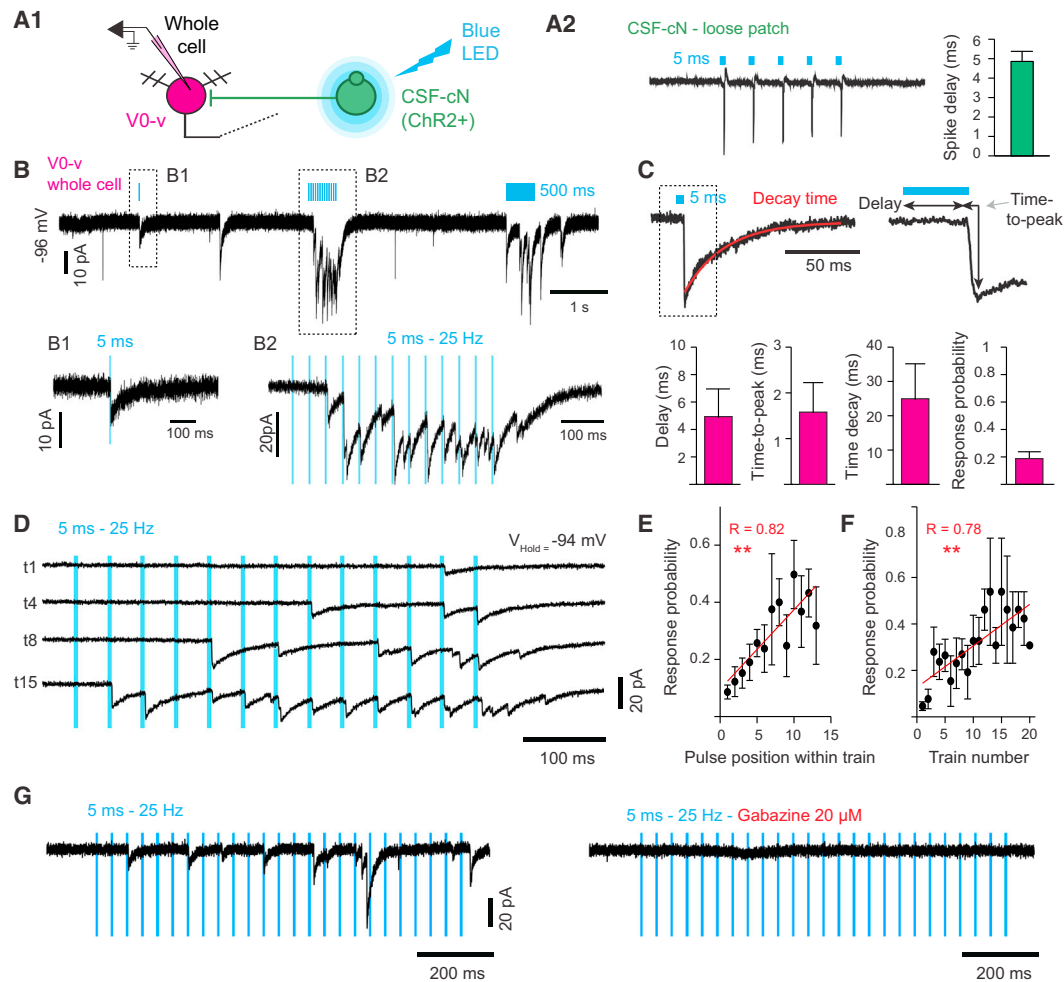 A1
Whole
cell
Blue
LED
V0-v
CSF-cN
(ChR2+)
A2
CSF-cN - loose patch
5 ms
Spike delay (ms)
6
5
4
3
2
1
0
B
V0-v
whole cell
B1
B2
500 ms
-96 mV
10 pA
1 s
B1
5 ms
10 pA
100 ms
B2
5 ms - 25 Hz
20pA
100 ms
C
5 ms
Decay time
50 ms
Delay
Time-
to-peak
Delay (ms)
10
8
6
4
2
0
Time-to-peak (ms)
3
2
1
0
Time decay (ms)
40
30
20
10
0
Response probability
1
0.8
0.6
0.4
0.2
0
D
5 ms - 25 Hz
VHold = -94 mV
t1
t4
t8
t15
20 pA
100 ms
E
R = 0.82
**
Response probability
0.6
0.4
0.2
0
5
10
15
Pulse position within train
F
R = 0.78
**
Response probability
0.8
0.6
0.4
0.2
0
5
10
15
20
Train number
G
5 ms - 25 Hz
20 pA
200 ms
5 ms - 25 Hz - Gabazine 20 µM
200 ms